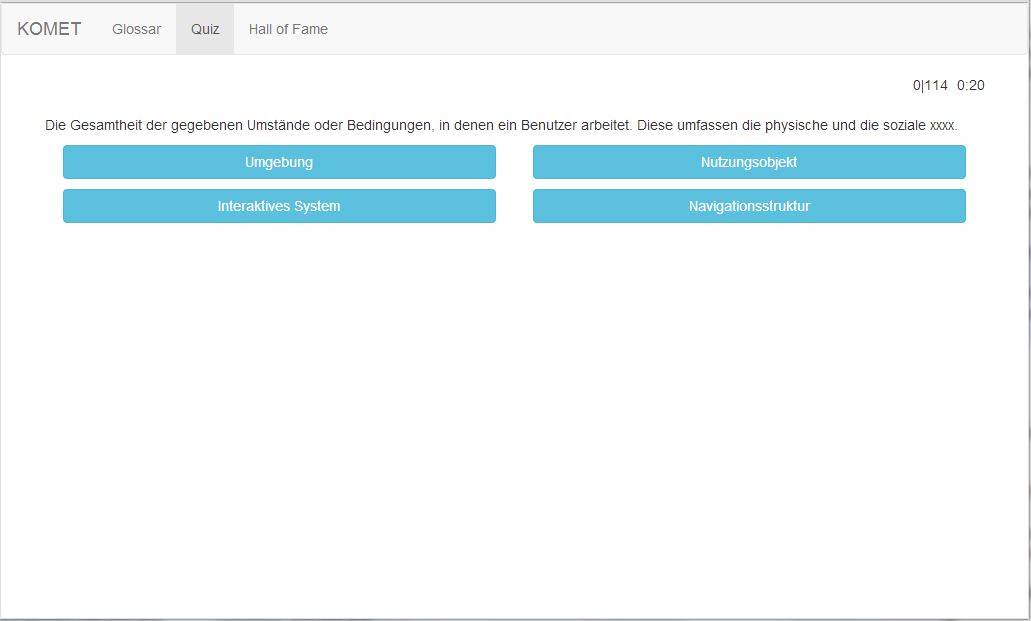 KOMET Glossar Quiz Hall of Fame
0|114 0:20
Die Gesamtheit der gegebenen Umstände oder Bedingungen, in denen ein Benutzer arbeitet. Diese umfassen die physische und die soziale xxxx.
Umgebung Nutzungsobjekt
Interaktives System Navigationsstruktur